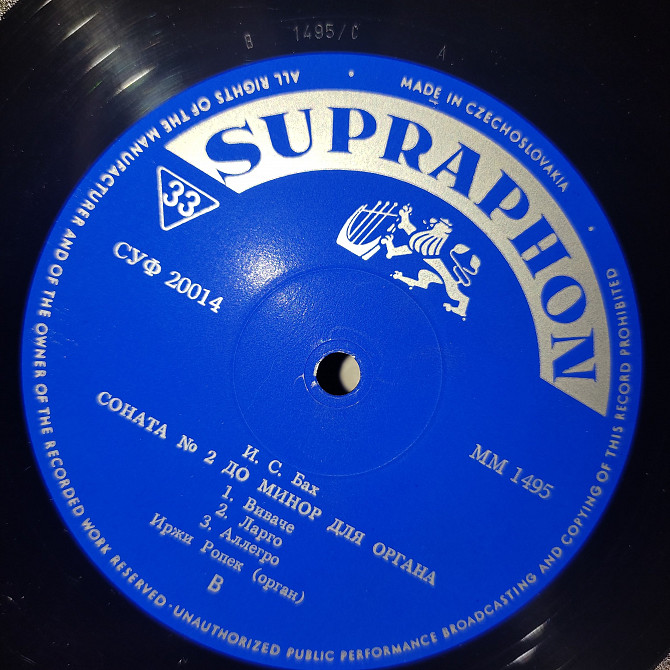 B 1495/C A
ALL RIGHTS OF THE MANUFACTURER AND OF THE OWNER OF THE RECORDED WORK RESERVED · UNAUTHORIZED PUBLIC PERFORMANCE BROADCASTING AND COPYING OF THIS RECORD PROHIBITED ·
MADE IN CZECHOSLOVAKIA
SUPRAPHON
33
СУФ 20014
ММ 1495
И. С. Бах
СОНАТА № 2 ДО МИНОР ДЛЯ ОРГАНА
1. Виваче
2. Ларго
3. Аллегро
Иржи Ропек (орган)
В